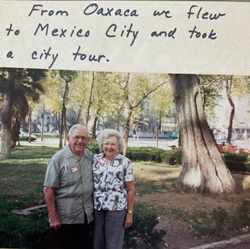 From Oaxaca we flew
to Mexico City and took
a city tour.